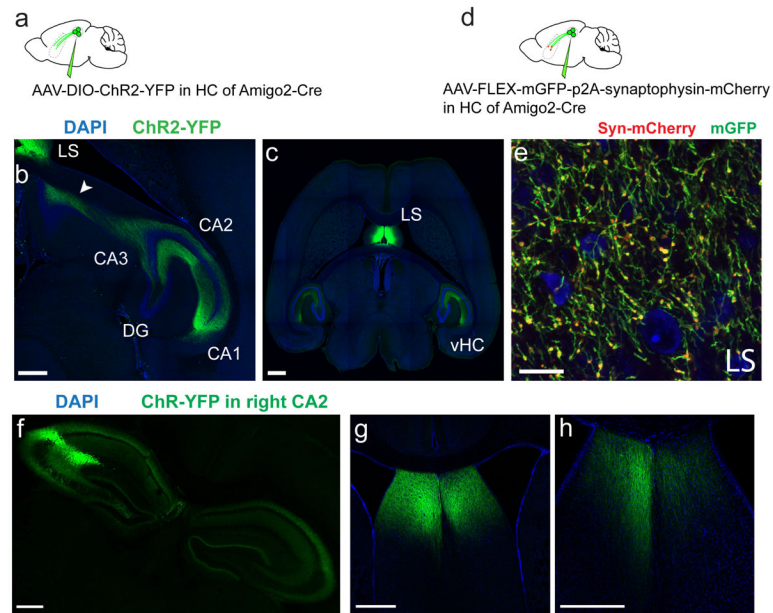 a
AAV-DIO-ChR2-YFP in HC of Amigo2-Cre
d
AAV-FLEX-mGFP-p2A-synaptophysin-mCherry
in HC of Amigo2-Cre
DAPI ChR2-YFP
Syn-mCherry mGFP
b
LS
CA2
CA3
DG
CA1
c
LS
vHC
e
LS
DAPI ChR-YFP in right CA2
f
g
h